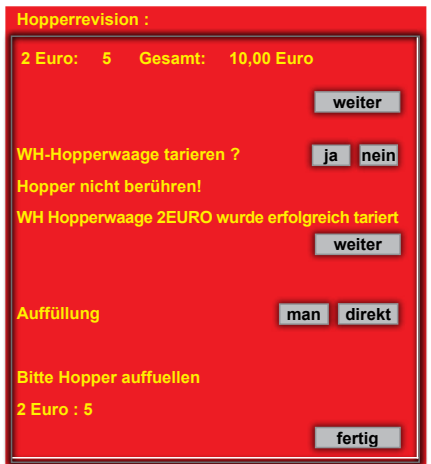 Hopperrevision :
2 Euro: 5 Gesamt: 10,00 Euro
weiter
WH-Hopperwaage tarieren ? ja nein
Hopper nicht berühren!
WH Hopperwaage 2EURO wurde erfolgreich tariert
weiter
Auffüllung man direkt
Bitte Hopper auffuellen
2 Euro : 5
fertig